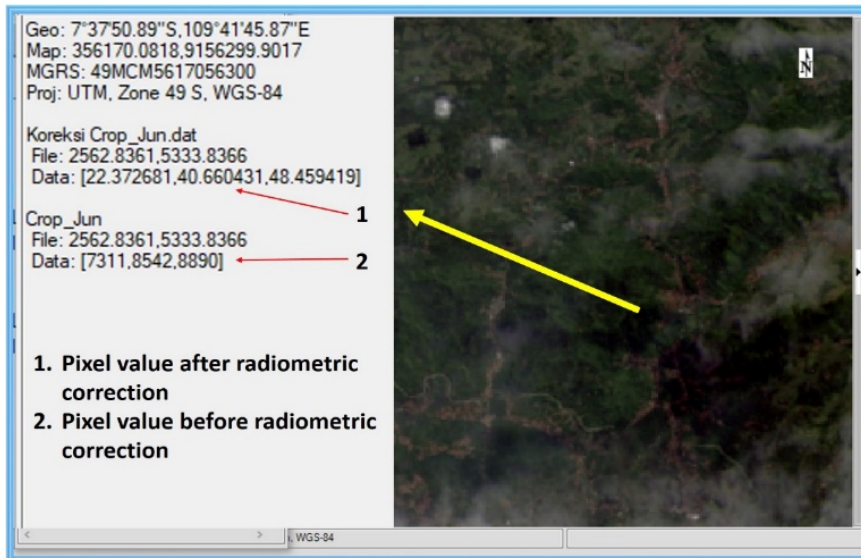 Geo: 7°37'50.89"S,109°41'45.87"E
Map: 356170.0818,9156299.9017
MGRS: 49MCM5617056300
Proj: UTM, Zone 49 S, WGS-84
Koreksi Crop_Jun.dat
File: 2562.8361,5333.8366
Data: [22.372681,40.660431,48.459419]
1
Crop_Jun
File: 2562.8361,5333.8366
Data: [7311,8542,8890]
2
1. Pixel value after radiometric
correction
2. Pixel value before radiometric
correction
N
, WGS-84